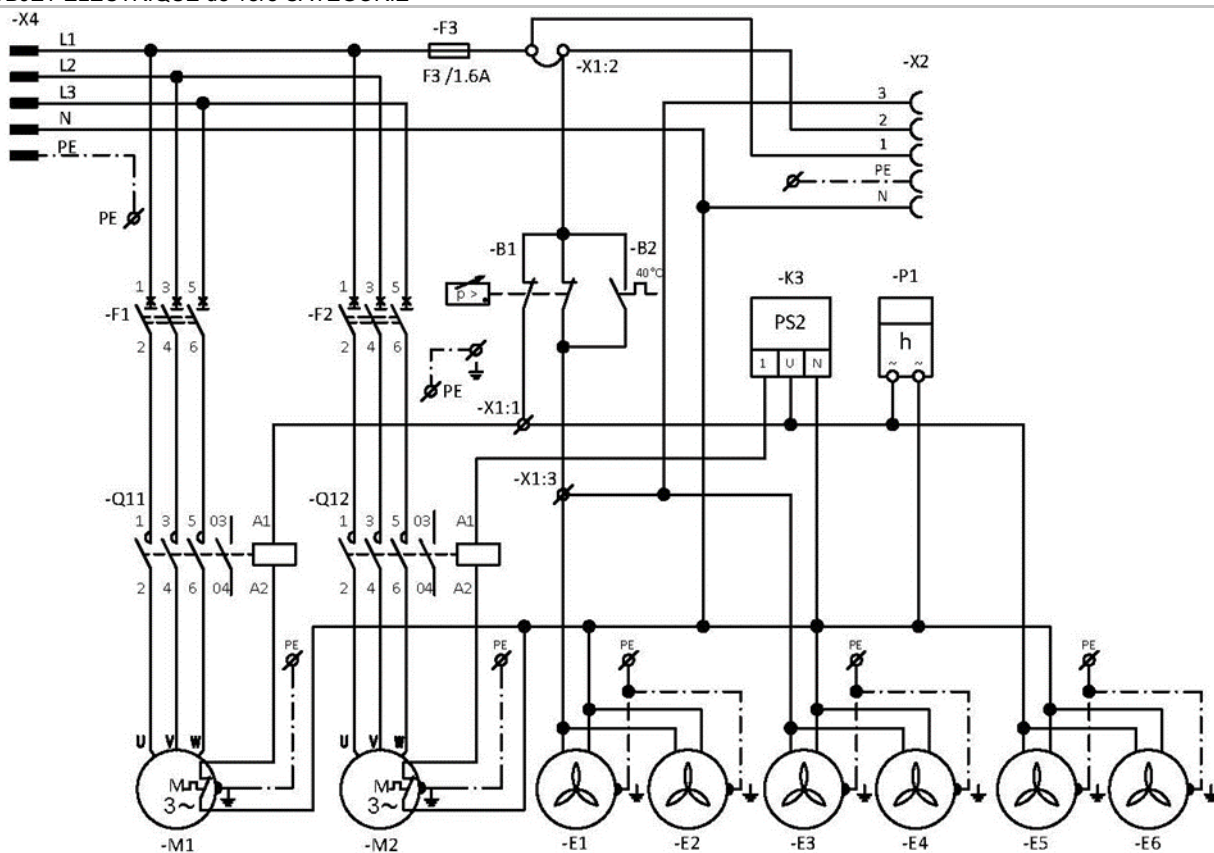 -X4
L1
-F3
L2
F3 /1.6A
-X1:2
-X2
L3
3
N
2
PE
1
PE
N
PE
-B1
-B2
40°C
p >
-K3
-P1
1 3 5
1 3 5
-F1
-F2
PS2
h
2 4 6
2 4 6
1 U N
~ ~
PE
-X1:1
-X1:3
-Q11
-Q12
1 3 5 03 A1
1 3 5 03 A1
2 4 6 04 A2
2 4 6 04 A2
PE
PE
PE
PE
PE
U V W
U V W
M
3~
M
3~
-M1
-M2
-E1
-E2
-E3
-E4
-E5
-E6